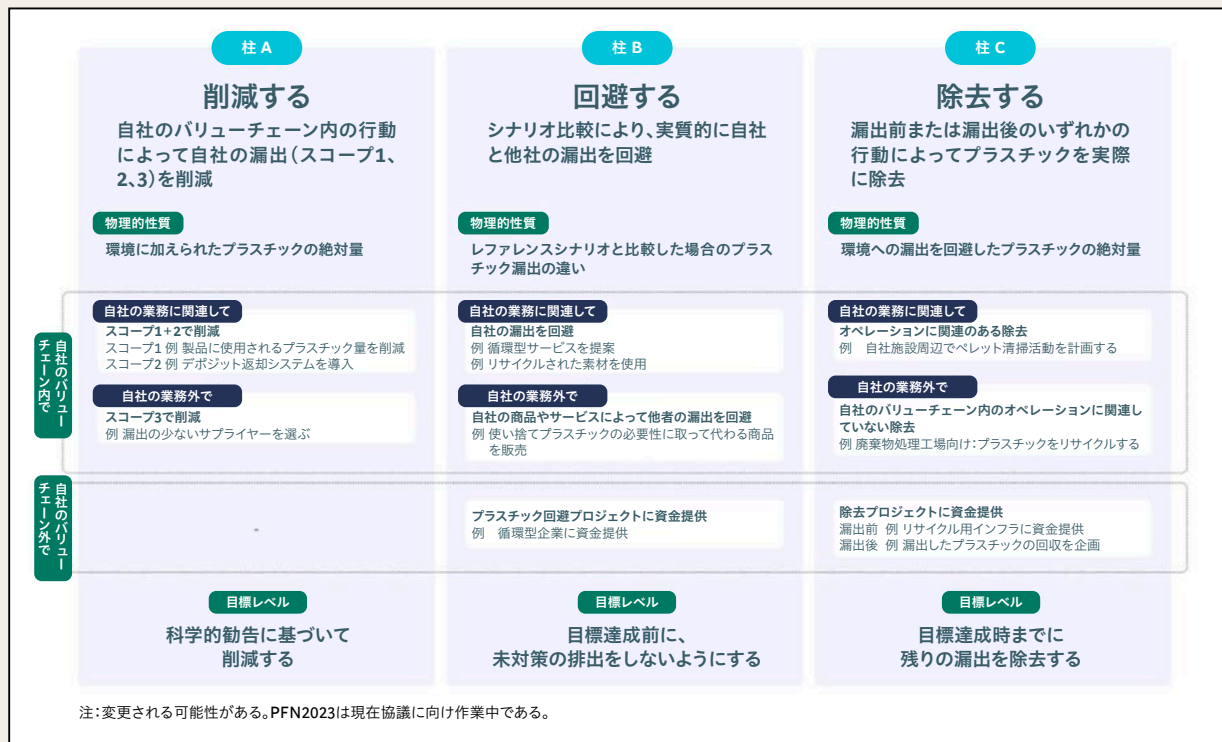 柱 A
削減する
自社のバリューチェーン内の行動
によって自社の漏出（スコープ1、
2、3）を削減
物理的性質
環境に加えられたプラスチックの絶対量
柱 B
回避する
シナリオ比較により、実質的に自社
と他社の漏出を回避
物理的性質
レファレンスシナリオと比較した場合のプラス
チック漏出の違い
柱 C
除去する
漏出前または漏出後のいずれかの
行動によってプラスチックを実際
に除去
物理的性質
環境への漏出を回避したプラスチックの絶対量
自社のバリュー
チェーン内で
自社の業務に関連して
スコープ1+2で削減
スコープ1 例 製品に使用されるプラスチック量を削減
スコープ2 例 デポジット返却システムを導入
自社の業務外で
スコープ3で削減
例 漏出の少ないサプライヤーを選ぶ
自社の業務に関連して
自社の漏出を回避
例 循環型サービスを提案
例 リサイクルされた素材を使用
自社の業務外で
自社の商品やサービスによって他者の漏出を回避
例 使い捨てプラスチックの必要性に取って代わる商品
を販売
自社の業務に関連して
オペレーションに関連のある除去
例 自社施設周辺でペレット清掃活動を計画する
自社の業務外で
自社のバリューチェーン内のオペレーションに関連し
ていない除去
例 廃棄物処理工場向け：プラスチックをリサイクルする
自社のバリュー
チェーン外で
-
プラスチック回避プロジェクトに資金提供
例 循環型企業に資金提供
除去プロジェクトに資金提供
漏出前 例 リサイクル用インフラに資金提供
漏出後 例 漏出したプラスチックの回収を企画
目標レベル
科学的勧告に基づいて
削減する
目標レベル
目標達成前に、
未対策の排出をしないようにする
目標レベル
目標達成時までに
残りの漏出を除去する
注：変更される可能性がある。PFN2023は現在協議に向け作業中である。